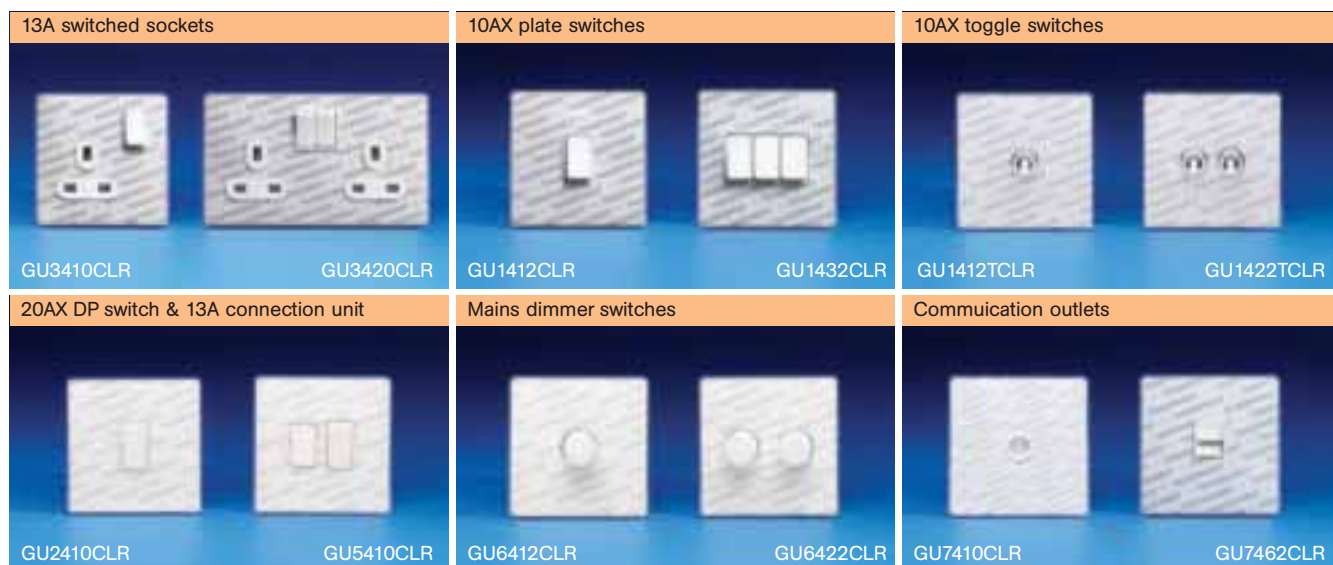 13A switched sockets
GU3410CLR GU3420CLR
10AX plate switches
GU1412CLR GU1432CLR
10AX toggle switches
GU1412TCLR GU1422TCLR
20AX DP switch & 13A connection unit
GU2410CLR GU5410CLR
Mains dimmer switches
GU6412CLR GU6422CLR
Commuication outlets
GU7410CLR GU7462CLR